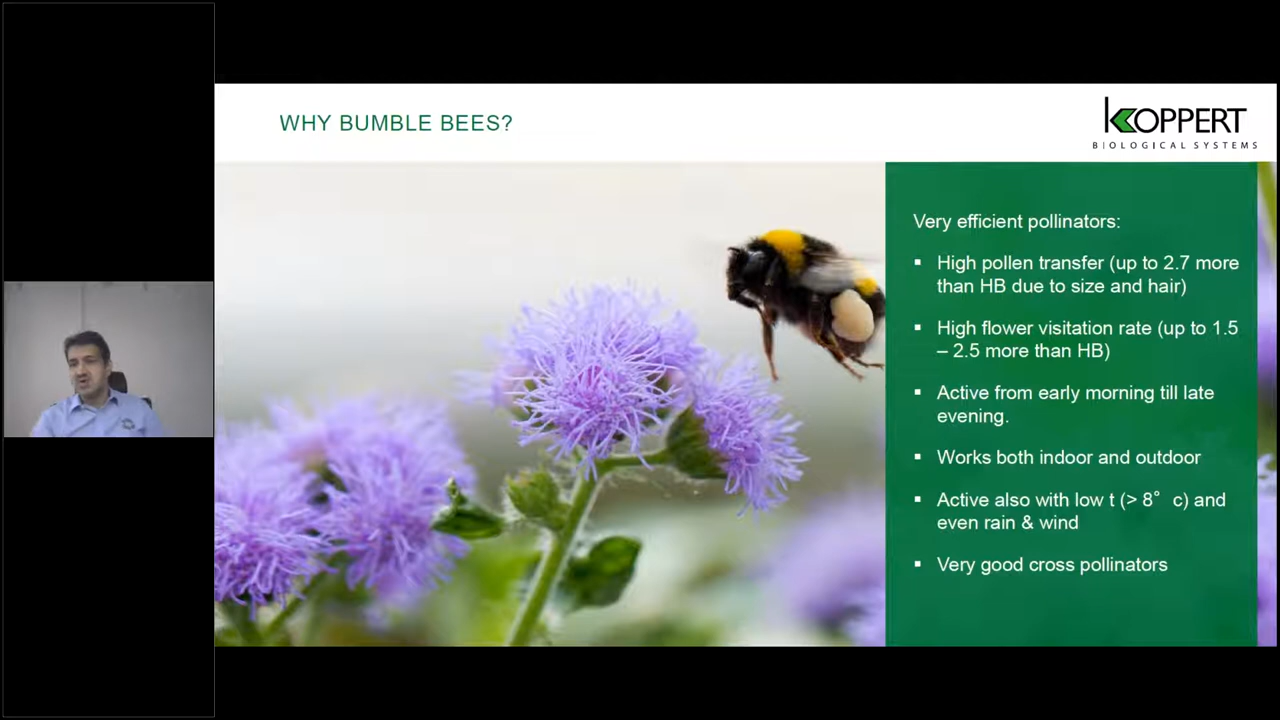 WHY BUMBLE BEES?
KOPPERT
BIOLOGICAL SYSTEMS
Very efficient pollinators:
▪ High pollen transfer (up to 2.7 more
than HB due to size and hair)
▪ High flower visitation rate (up to 1.5
– 2.5 more than HB)
▪ Active from early morning till late
evening.
▪ Works both indoor and outdoor
▪ Active also with low t (> 8° c) and
even rain & wind
▪ Very good cross pollinators